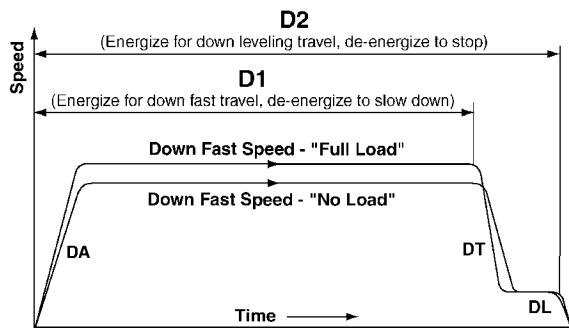 D2
(Energize for down leveling travel, de-energize to stop)
D1
(Energize for down fast travel, de-energize to slow down)
Speed
Down Fast Speed - "Full Load"
Down Fast Speed - "No Load"
DA
DT
DL
Time